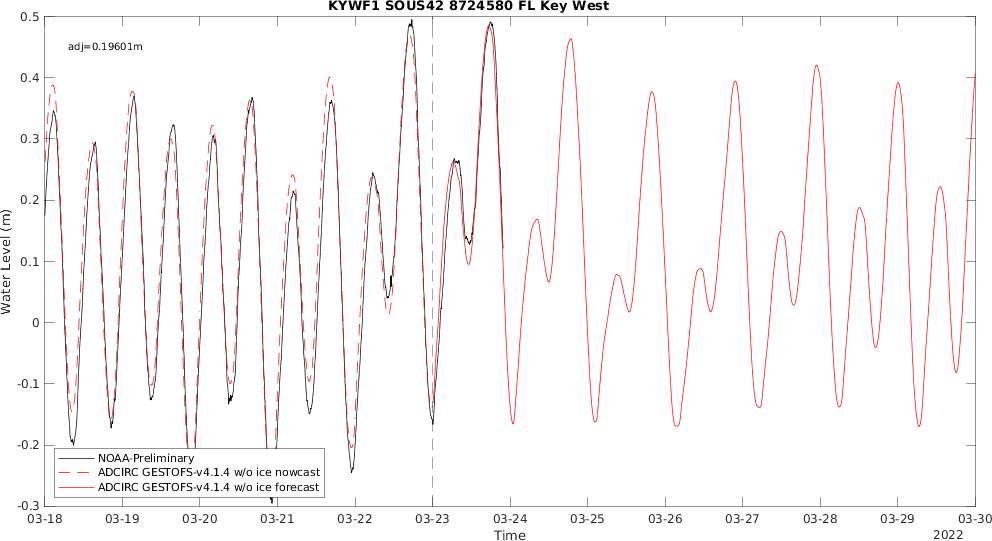 KYWF1 SOUS42 8724580 FL Key West
adj=0.19601m
Water Level (m)
0.5
0.4
0.3
0.2
0.1
0
-0.1
-0.2
-0.3
NOAA-Preliminary
ADCIRC GESTOFS-v4.1.4 w/o ice nowcast
ADCIRC GESTOFS-v4.1.4 w/o ice forecast
03-18 03-19 03-20 03-21 03-22 03-23 03-24 03-25 03-26 03-27 03-28 03-29 03-30
Time
2022